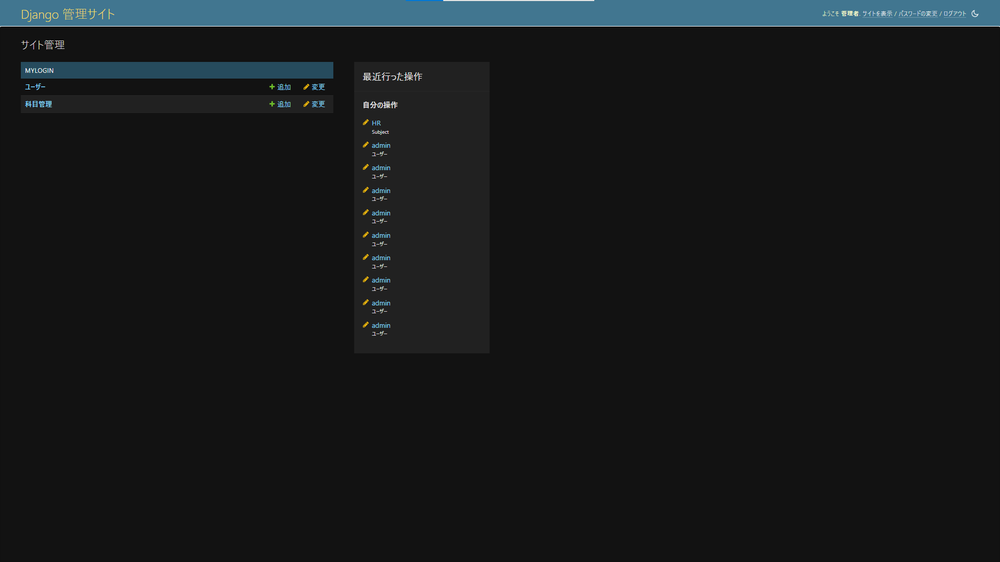 Django 管理サイト
ようこそ 管理者. サイトを表示 / パスワードの変更 / ログアウト
サイト管理
MYLOGIN
ユーザー 追加 変更
科目管理 追加 変更
最近行った操作
自分の操作
HR
Subject
admin
ユーザー
admin
ユーザー
admin
ユーザー
admin
ユーザー
admin
ユーザー
admin
ユーザー
admin
ユーザー
admin
ユーザー
admin
ユーザー